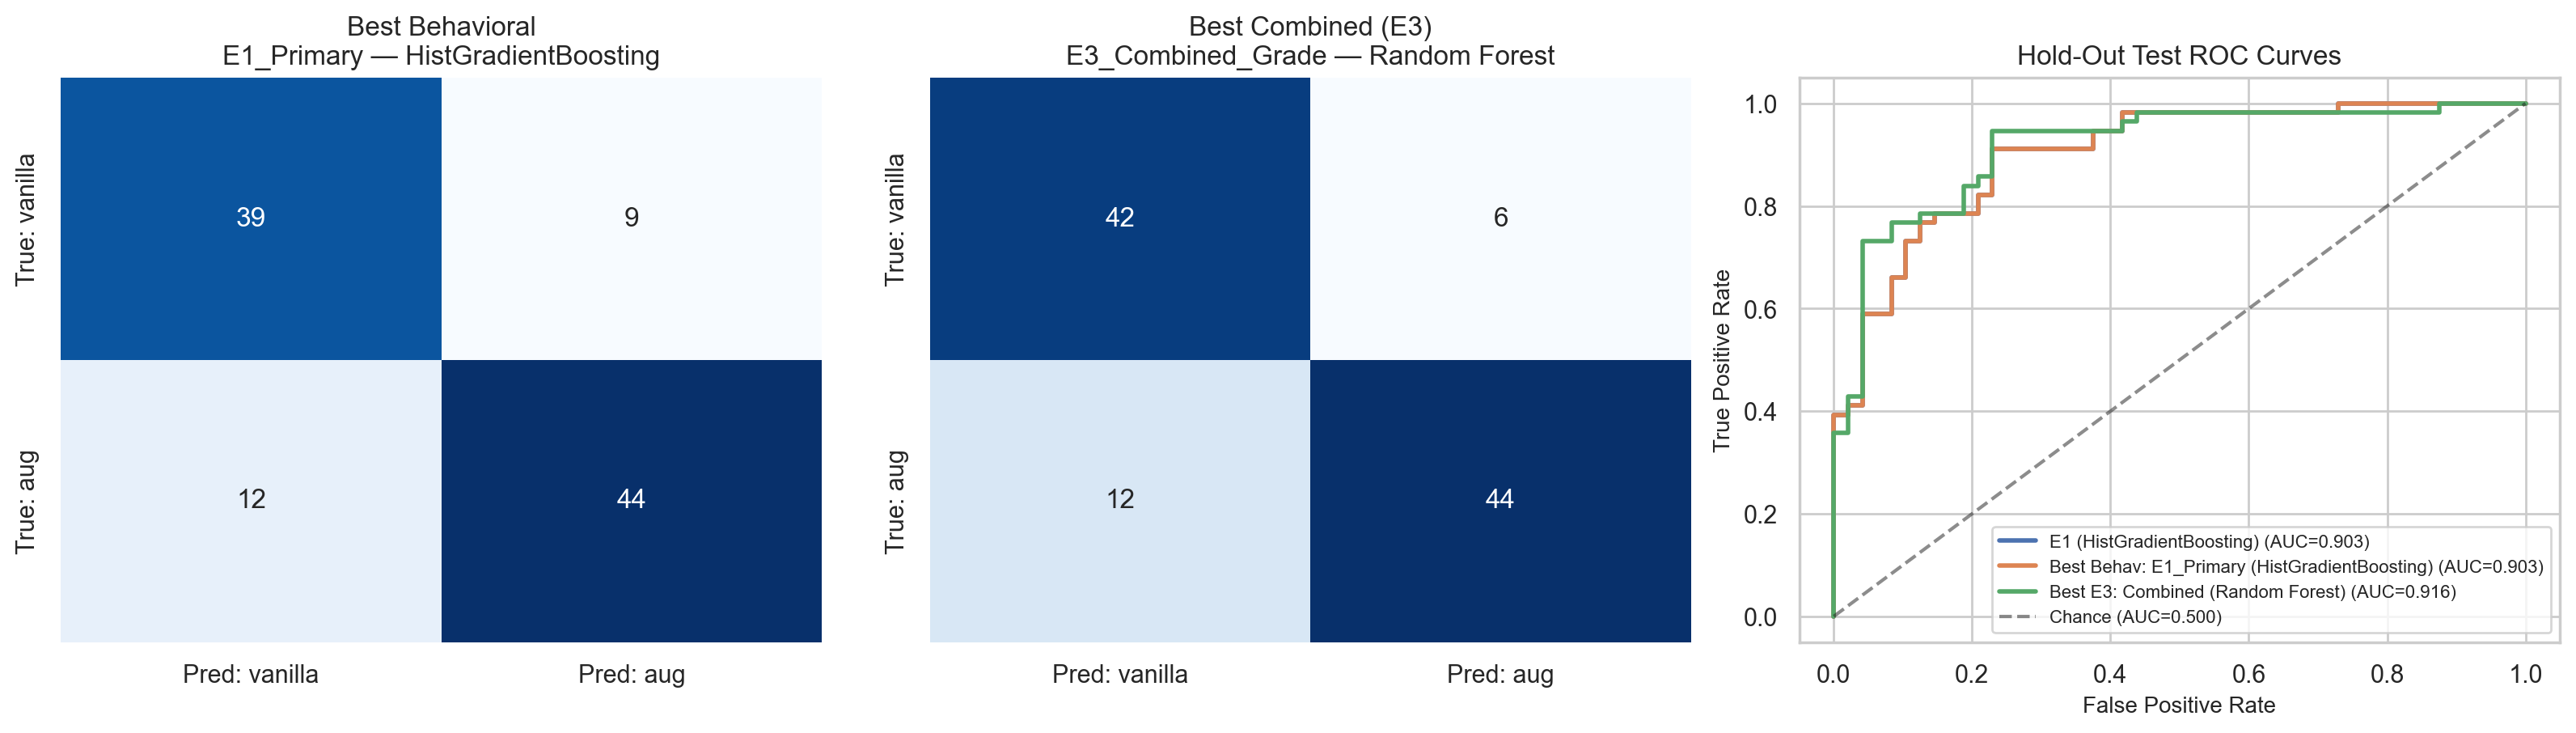 Best Behavioral
E1_Primary — HistGradientBoosting
True: vanilla
True: aug
39
9
12
44
Pred: vanilla
Pred: aug
Best Combined (E3)
E3_Combined_Grade — Random Forest
True: vanilla
True: aug
42
6
12
44
Pred: vanilla
Pred: aug
Hold-Out Test ROC Curves
True Positive Rate
1.0
0.8
0.6
0.4
0.2
0.0
E1 (HistGradientBoosting) (AUC=0.903)
Best Behav: E1_Primary (HistGradientBoosting) (AUC=0.903)
Best E3: Combined (Random Forest) (AUC=0.916)
Chance (AUC=0.500)
0.0
0.2
0.4
0.6
0.8
1.0
False Positive Rate